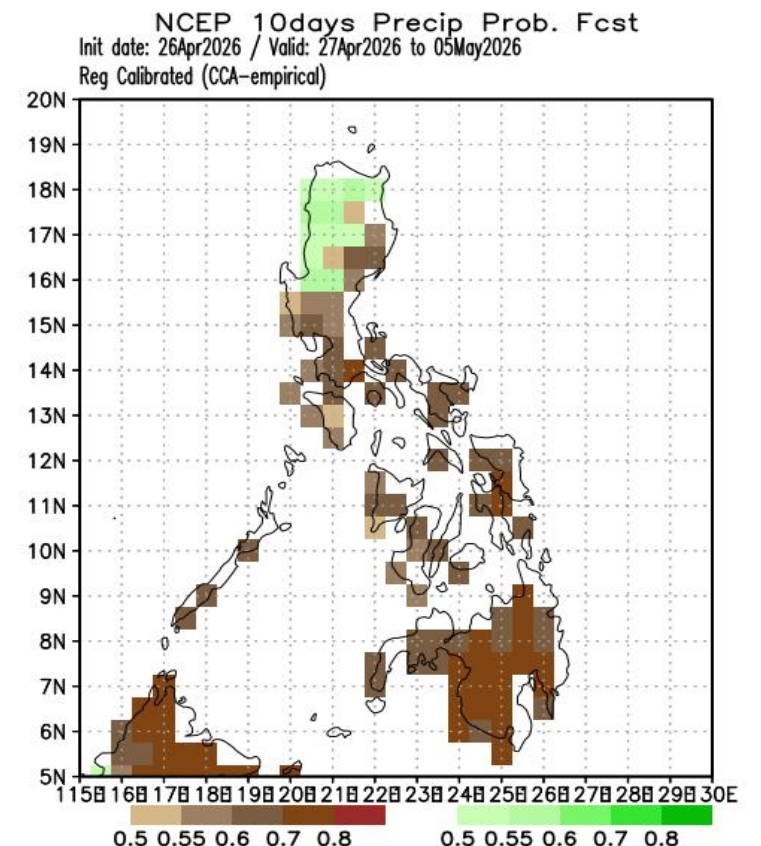 NCEP 10days Precip Prob. Fcst
Init date: 26Apr2026 / Valid: 27Apr2026 to 05May2026
Reg Calibrated (CCA-empirical)
20N
19N
18N
17N
16N
15N
14N
13N
12N
11N
10N
9N
8N
7N
6N
5N
115E 116E 117E 118E 119E 120E 121E 122E 123E 124E 125E 126E 127E 128E 129E 130E
0.5 0.55 0.6 0.7 0.8 0.5 0.55 0.6 0.7 0.8